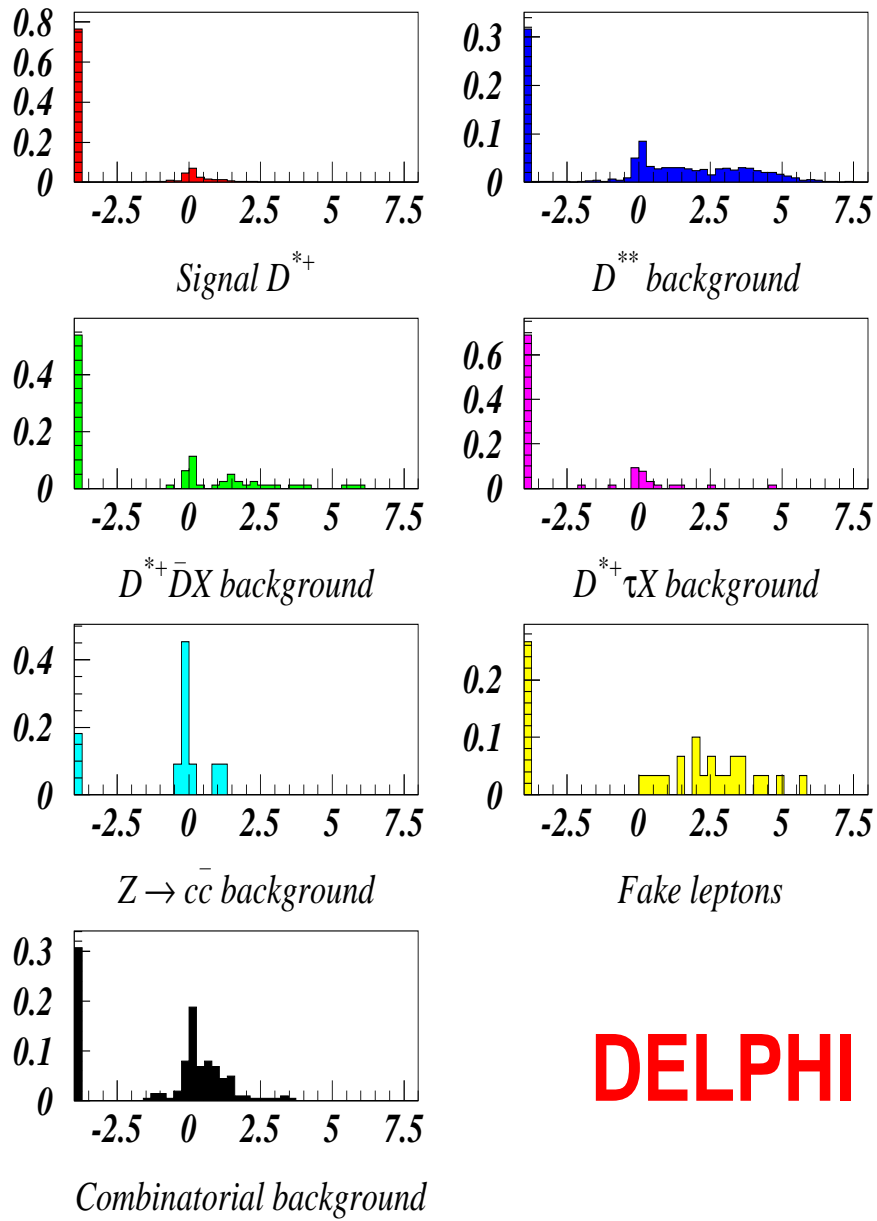 0.8
0.6
0.4
0.2
0
-2.5 0 2.5 5 7.5
Signal D*+
0.3
0.2
0.1
0
-2.5 0 2.5 5 7.5
D** background
0.4
0.2
0
-2.5 0 2.5 5 7.5
D*+D̄X background
0.6
0.4
0.2
0
-2.5 0 2.5 5 7.5
D*+τX background
0.4
0.2
0
-2.5 0 2.5 5 7.5
Z → cc̄ background
0.2
0.1
0
-2.5 0 2.5 5 7.5
Fake leptons
0.3
0.2
0.1
0
-2.5 0 2.5 5 7.5
Combinatorial background
DELPHI